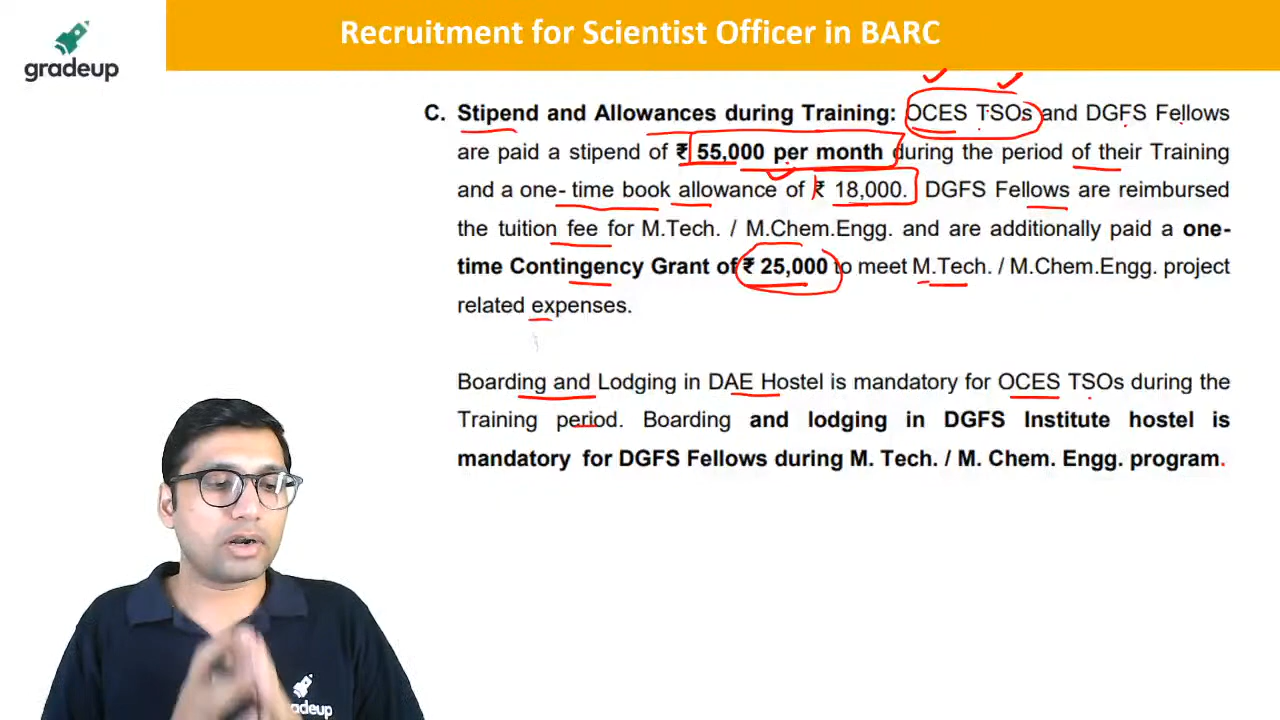 Recruitment for Scientist Officer in BARC
gradeup
C. Stipend and Allowances during Training: OCES TSOs and DGFS Fellows
are paid a stipend of ₹ 55,000 per month during the period of their Training
and a one- time book allowance of ₹ 18,000. DGFS Fellows are reimbursed
the tuition fee for M.Tech. / M.Chem.Engg. and are additionally paid a one-
time Contingency Grant of ₹ 25,000 to meet M.Tech. / M.Chem.Engg. project
related expenses.
Boarding and Lodging in DAE Hostel is mandatory for OCES TSOs during the
Training period. Boarding and lodging in DGFS Institute hostel is
mandatory for DGFS Fellows during M. Tech. / M. Chem. Engg. program.
gradeup